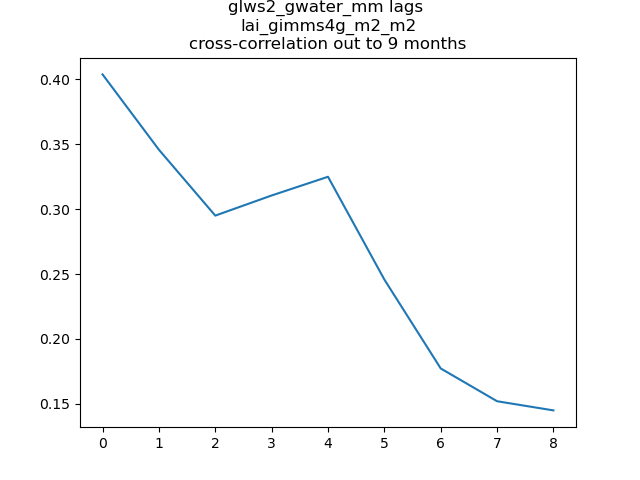 glws2_gwater_mm lags
lai_gimms4g_m2_m2
cross-correlation out to 9 months
0.40
0.35
0.30
0.25
0.20
0.15
0 1 2 3 4 5 6 7 8